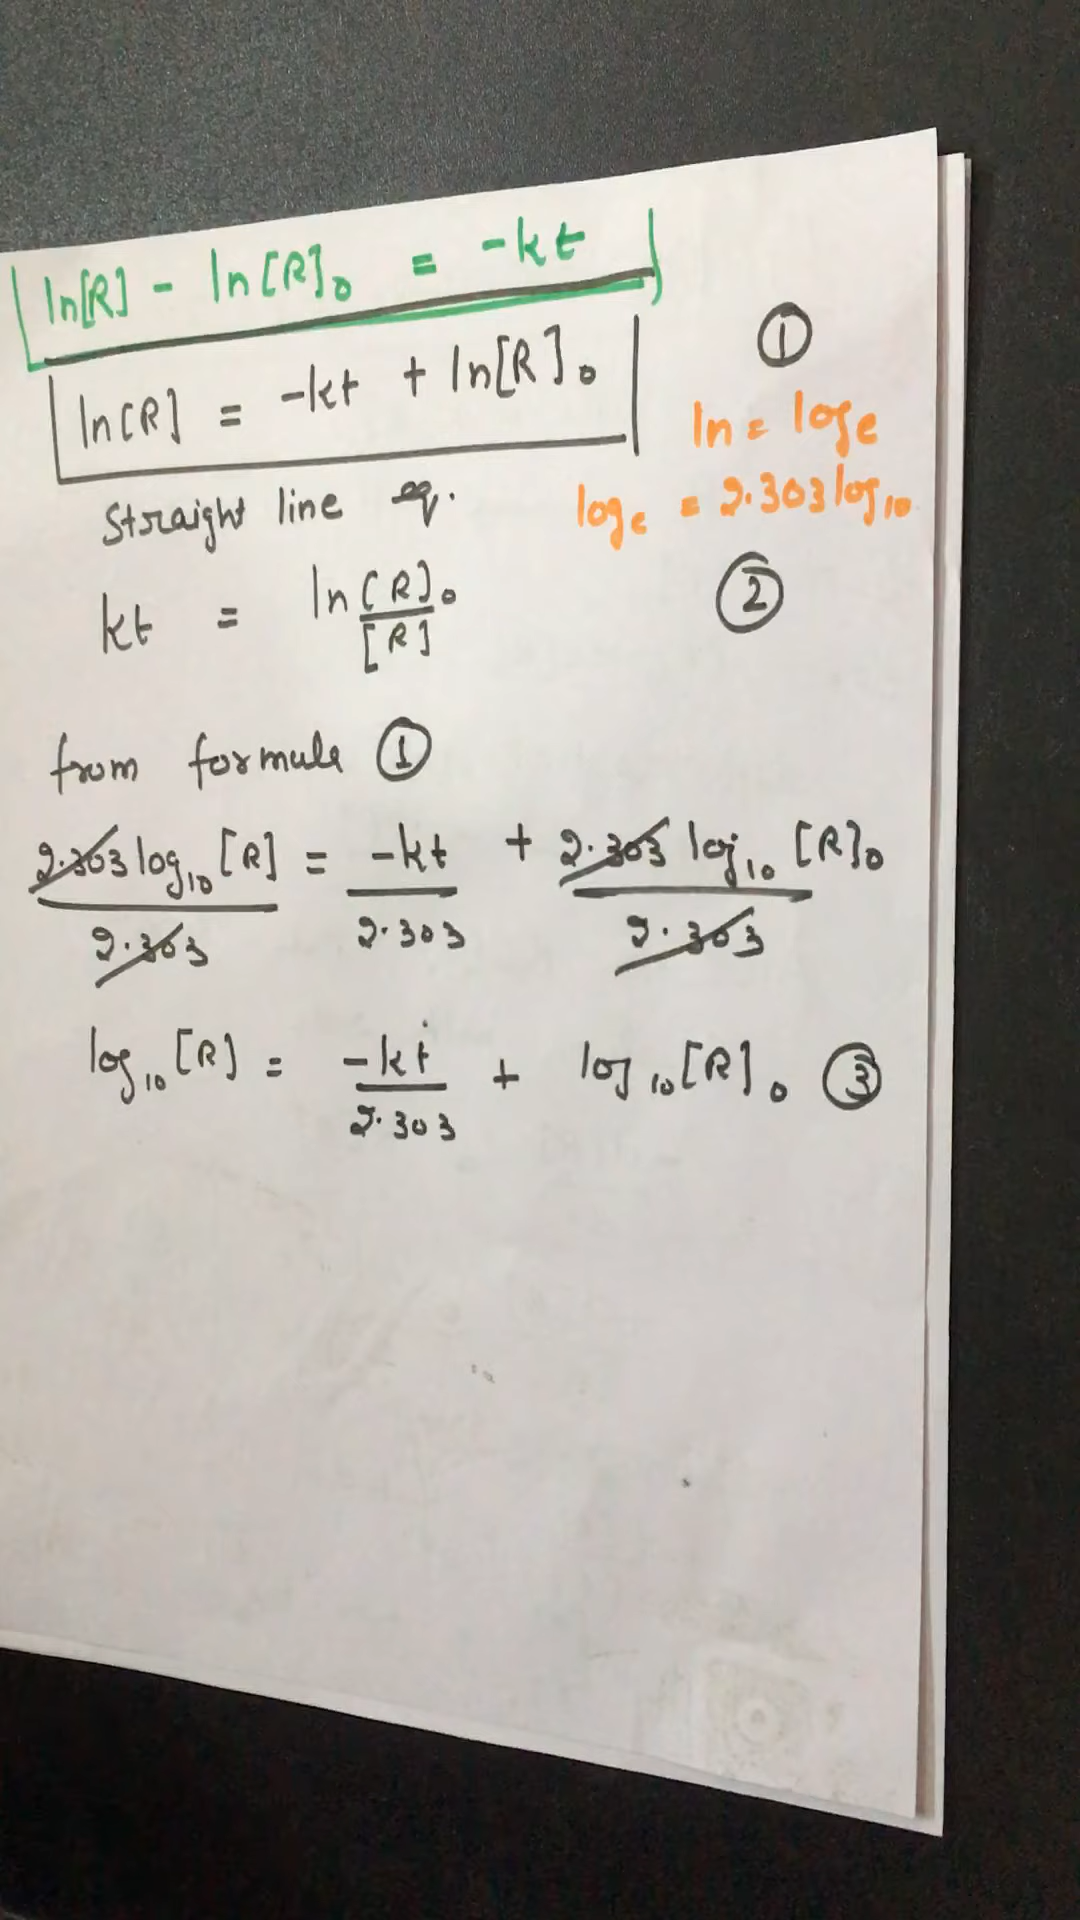 ln[R] - ln[R]₀ = -kt
ln[R] = -kt + ln[R]₀ ①
ln = logₑ
Straight line eq. logₑ = 2.303 log₁₀
kt = ln [R]₀/[R] ②
from formula ①
2.303 log₁₀ [R]/2.303 = -kt/2.303 + 2.303 log₁₀ [R]₀/2.303
log₁₀ [R] = -kt/2.303 + log₁₀ [R]₀ ③